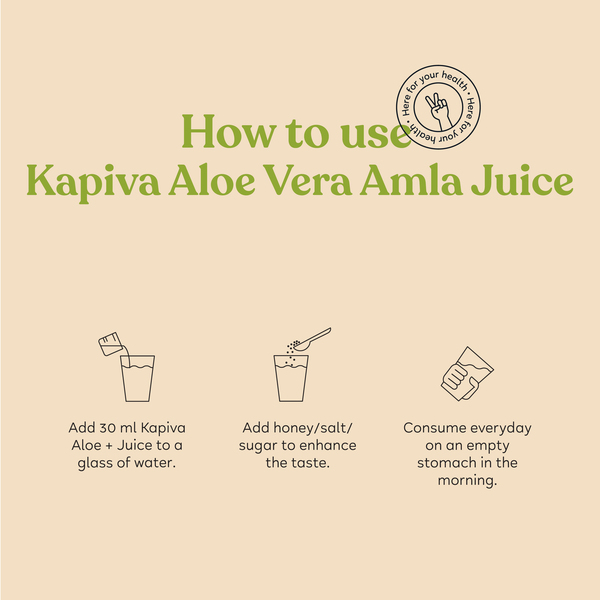 Here for your health • Here for your health •
How to use
Kapiva Aloe Vera Amla Juice
Add 30 ml Kapiva
Aloe + Juice to a
glass of water.
Add honey/salt/
sugar to enhance
the taste.
Consume everyday
on an empty
stomach in the
morning.